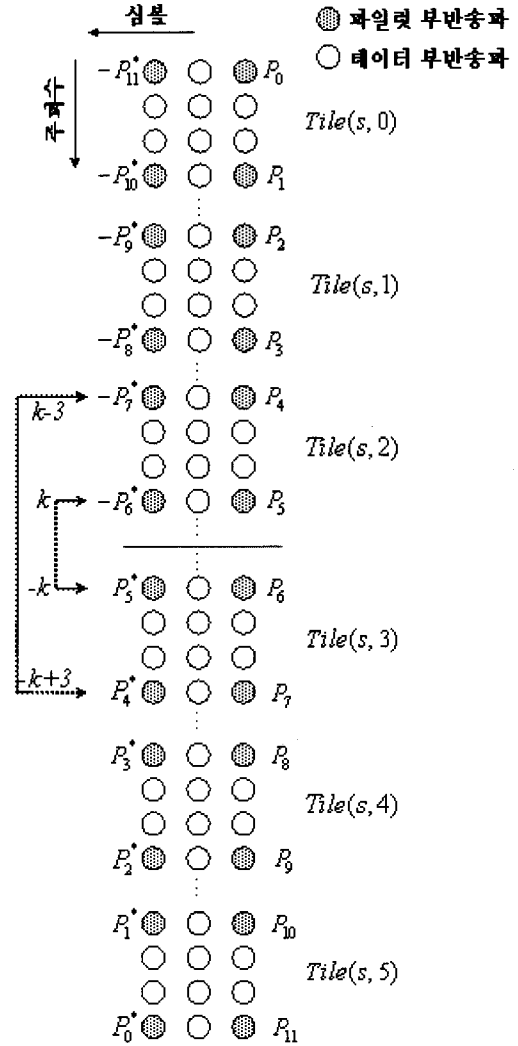 심볼
파일럿 부반송파
데이터 부반송파
주파수
-P₁₁* P₀
Tile(s, 0)
-P₁₀* P₁
-P₉* P₂
Tile(s, 1)
-P₈* P₃
k-3 -P₇* P₄
Tile(s, 2)
k -P₆* P₅
-k P₅* P₆
Tile(s, 3)
-k+3 P₄* P₇
P₃* P₈
Tile(s, 4)
P₂* P₉
P₁* P₁₀
Tile(s, 5)
P₀* P₁₁